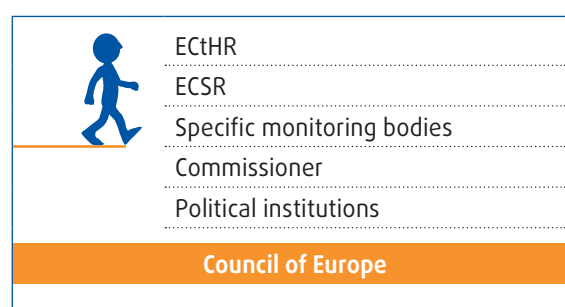 ECtHR
ECSR
Specific monitoring bodies
Commissioner
Political institutions
Council of Europe